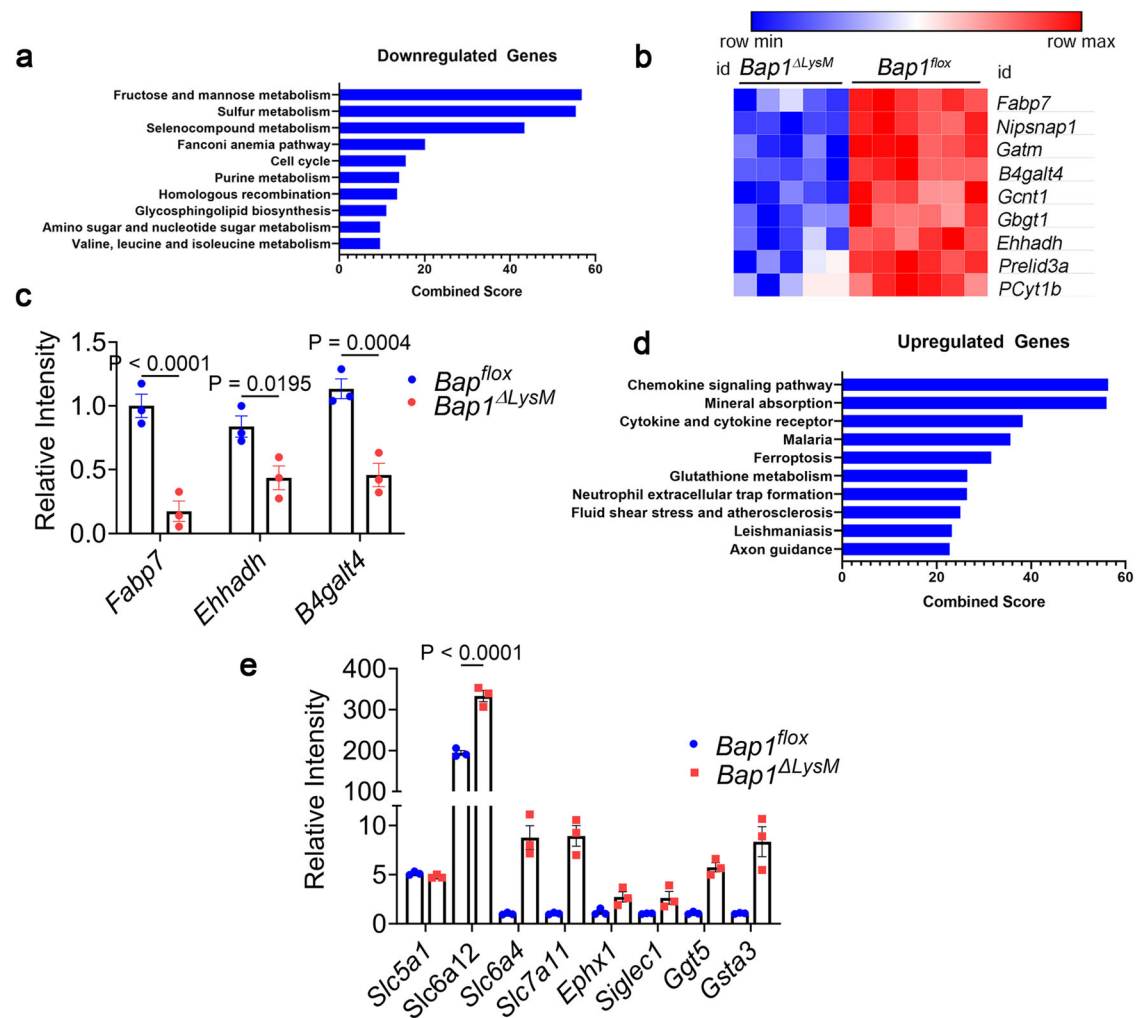 a
Downregulated Genes
Fructose and mannose metabolism
Sulfur metabolism
Selenocompound metabolism
Fanconi anemia pathway
Cell cycle
Purine metabolism
Homologous recombination
Glycosphingolipid biosynthesis
Amino sugar and nucleotide sugar metabolism
Valine, leucine and isoleucine metabolism
0 20 40 60
Combined Score
b
row min row max
id Bap1ΔLysM Bap1flox id
Fabp7
Nipsnap1
Gatm
B4galt4
Gcnt1
Gbgt1
Ehhadh
Prelid3a
PCyt1b
c
Relative Intensity
1.5
1.0
0.5
0.0
P < 0.0001
P = 0.0195
P = 0.0004
Bapflox
Bap1ΔLysM
Fabp7
Ehhadh
B4galt4
d
Upregulated Genes
Chemokine signaling pathway
Mineral absorption
Cytokine and cytokine receptor
Malaria
Ferroptosis
Glutathione metabolism
Neutrophil extracellular trap formation
Fluid shear stress and atherosclerosis
Leishmaniasis
Axon guidance
0 20 40 60
Combined Score
e
Relative Intensity
400
300
200
100
10
5
0
P < 0.0001
Bap1flox
Bap1ΔLysM
Slc5a1
Slc6a12
Slc6a4
Slc7a11
Ephx1
Siglec1
Ggt5
Gsta3